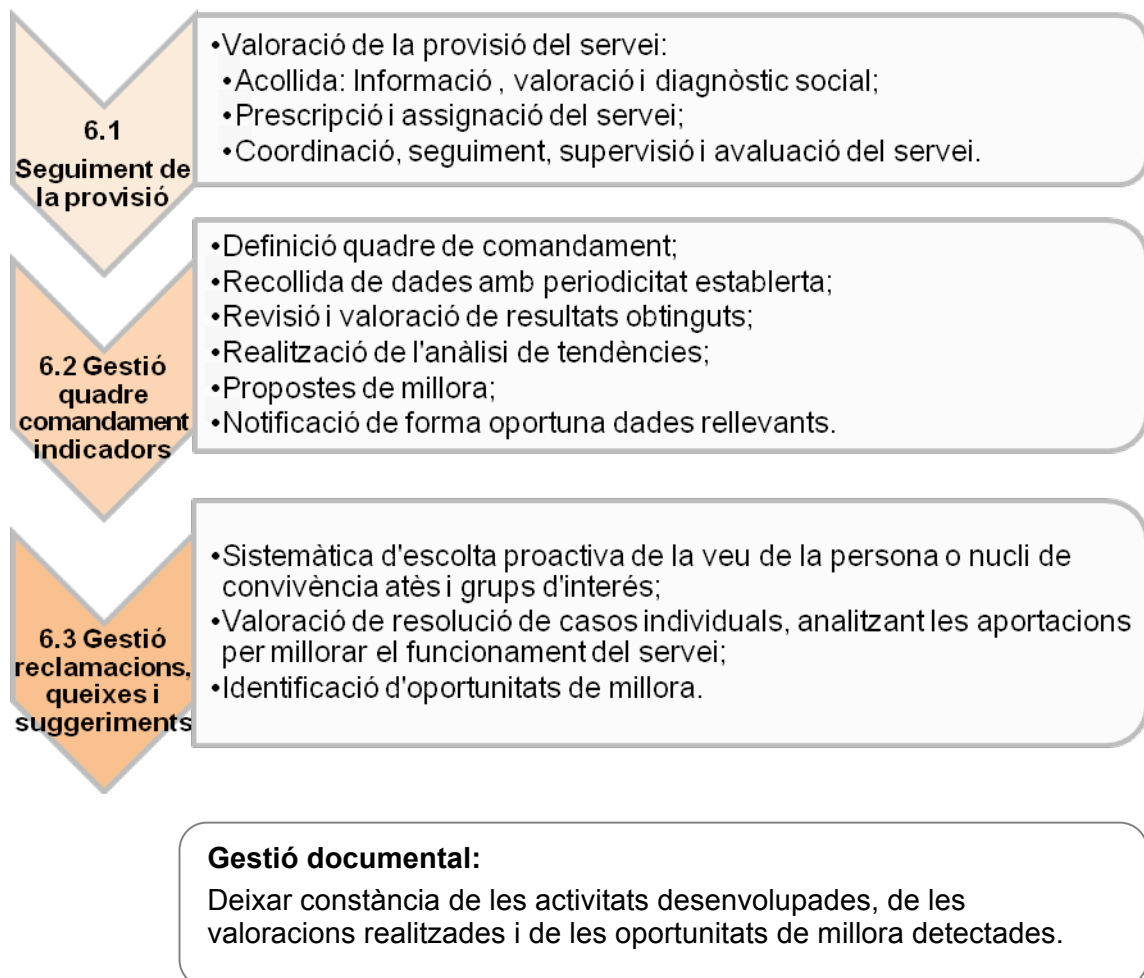 6.1
Seguiment de
la provisió
•Valoració de la provisió del servei:
•Acollida: Informació , valoració i diagnòstic social;
•Prescripció i assignació del servei;
•Coordinació, seguiment, supervisió i avaluació del servei.
6.2 Gestió
quadre
comandament
indicadors
•Definició quadre de comandament;
•Recollida de dades amb periodicitat establerta;
•Revisió i valoració de resultats obtinguts;
•Realització de l'anàlisi de tendències;
•Propostes de millora;
•Notificació de forma oportuna dades rellevants.
6.3 Gestió
reclamacions,
queixes i
suggeriments
•Sistemàtica d'escolta proactiva de la veu de la persona o nucli de
convivència atès i grups d'interés;
•Valoració de resolució de casos individuals, analitzant les aportacions
per millorar el funcionament del servei;
•Identificació d'oportunitats de millora.
Gestió documental:
Deixar constància de les activitats desenvolupades, de les
valoracions realitzades i de les oportunitats de millora detectades.